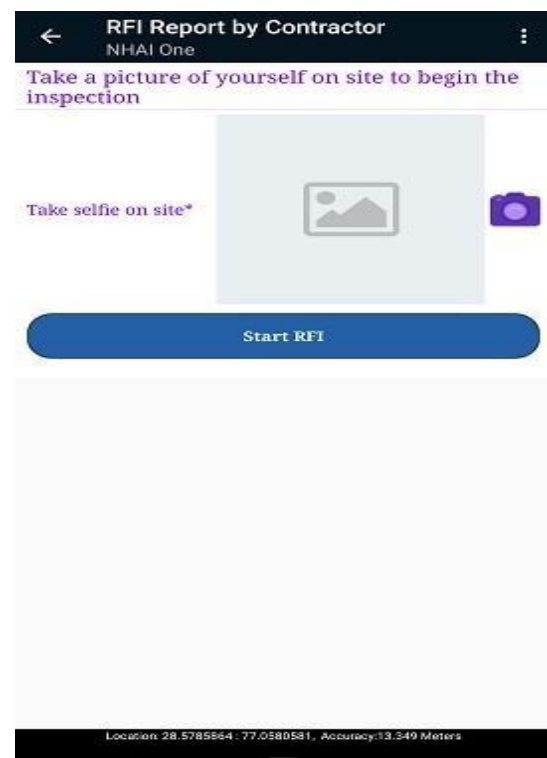 RFI Report by Contractor
NHAI One
Take a picture of yourself on site to begin the
inspection
Take selfie on site*
Start RFI
Location: 28.5785864 : 77.0580581, Accuracy:13.349 Meters